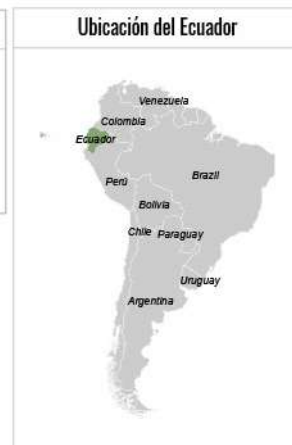 Ubicación del Ecuador
Venezuela
Colombia
Ecuador
Perú
Brazil
Bolivia
Chile
Paraguay
Uruguay
Argentina